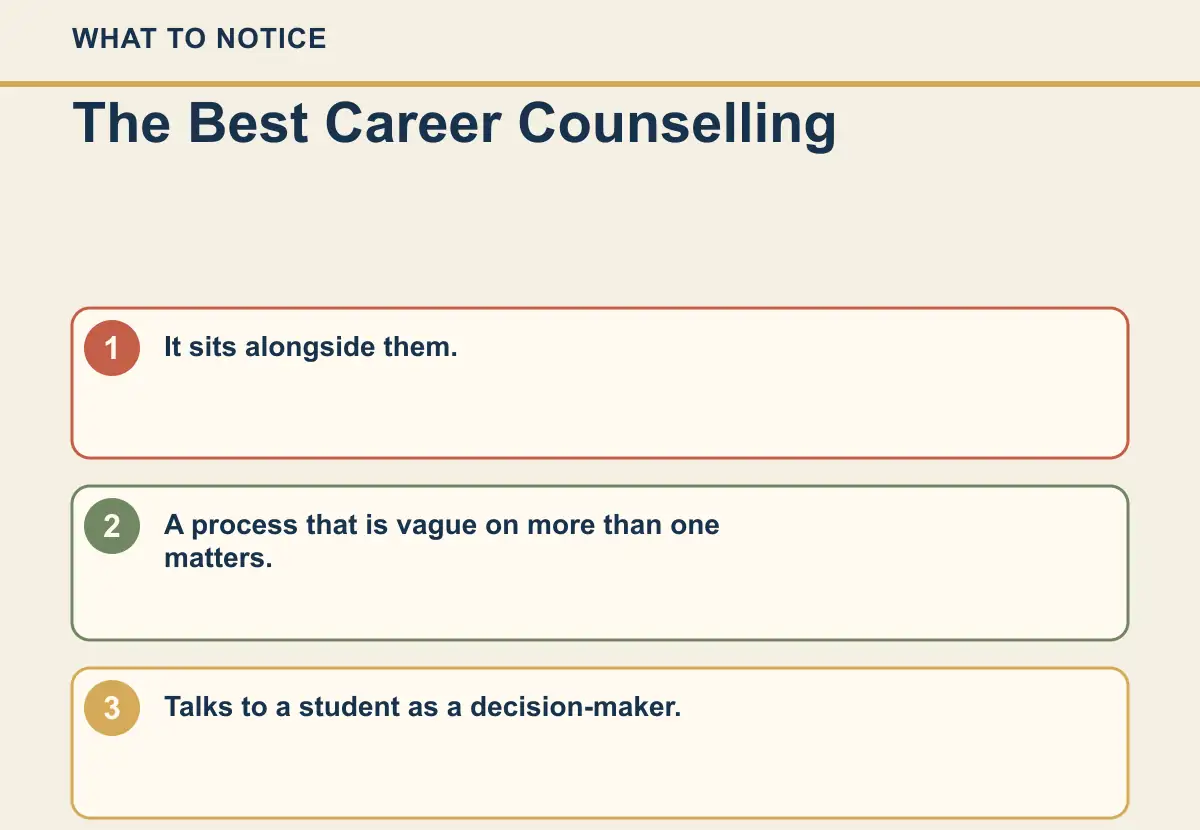 WHAT TO NOTICE
The Best Career Counselling
1 It sits alongside them.
2 A process that is vague on more than one
matters.
3 Talks to a student as a decision-maker.